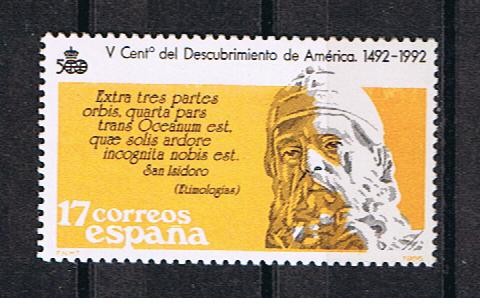 500
V Centº del Descubrimiento de América. 1492-1992
Extra tres partes
orbis, quarta pars
trans Oceanum est,
quæ solis ardore
incognita nobis est.
San Isidoro
(Etimologías)
17 correos
españa
F.N.M.T.
1986